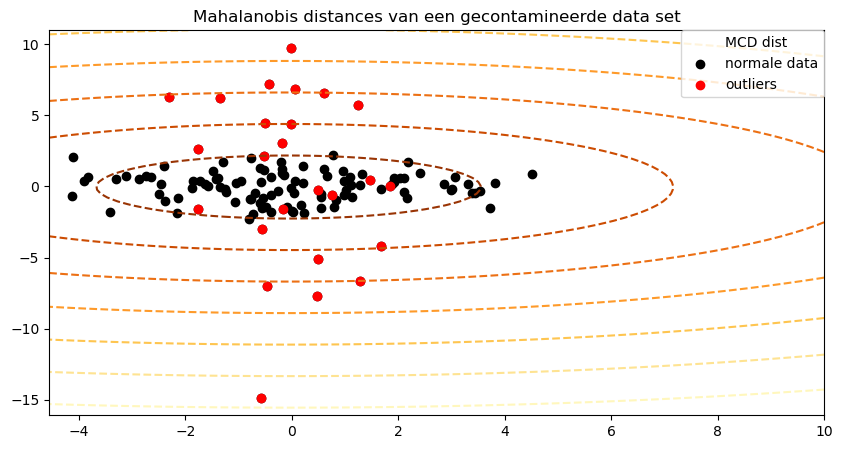 Mahalanobis distances van een gecontamineerde data set
MCD dist
normale data
outliers
10
5
0
−5
−10
−15
−4 −2 0 2 4 6 8 10